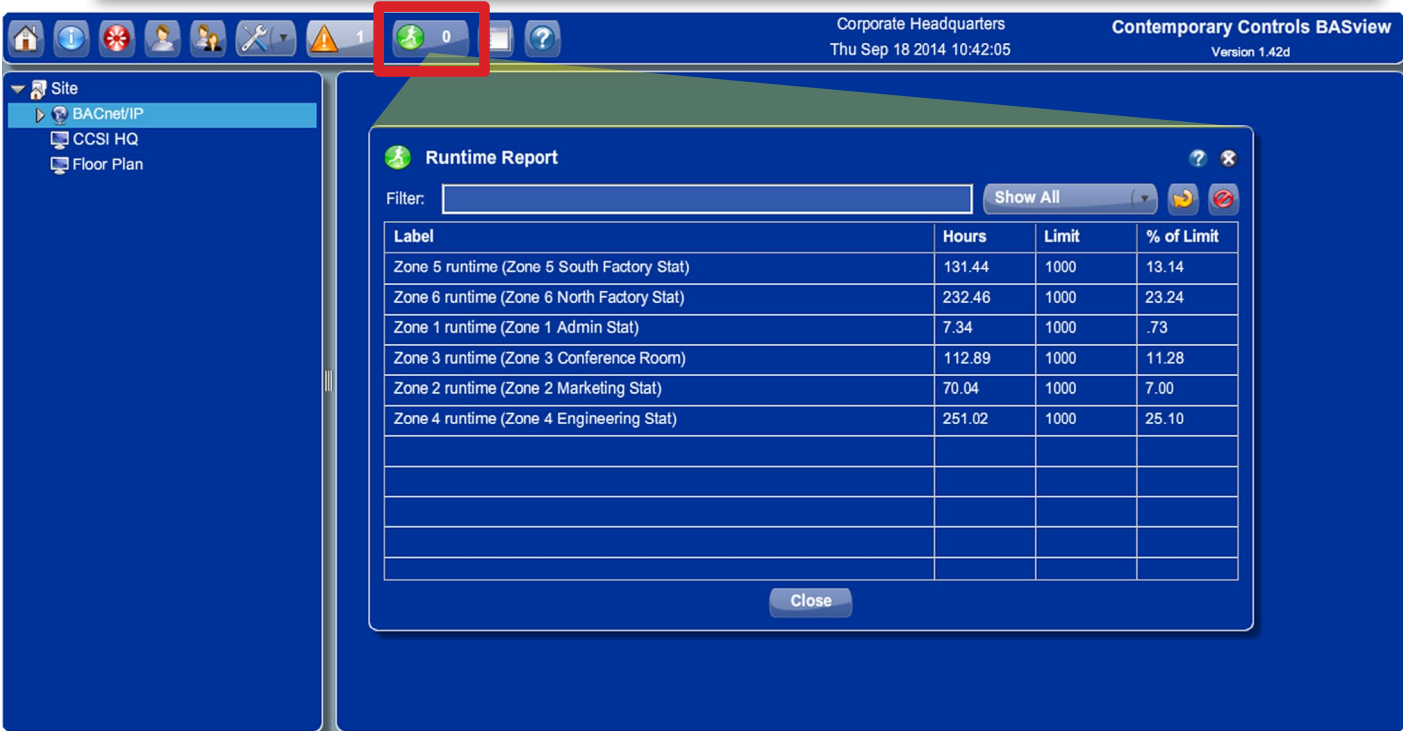 1
0
Corporate Headquarters
Thu Sep 18 2014 10:42:05
Contemporary Controls BASview
Version 1.42d
Site
BACnet/IP
CCSI HQ
Floor Plan
Runtime Report
Filter:
Show All
Label Hours Limit % of Limit
Zone 5 runtime (Zone 5 South Factory Stat) 131.44 1000 13.14
Zone 6 runtime (Zone 6 North Factory Stat) 232.46 1000 23.24
Zone 1 runtime (Zone 1 Admin Stat) 7.34 1000 .73
Zone 3 runtime (Zone 3 Conference Room) 112.89 1000 11.28
Zone 2 runtime (Zone 2 Marketing Stat) 70.04 1000 7.00
Zone 4 runtime (Zone 4 Engineering Stat) 251.02 1000 25.10
Close